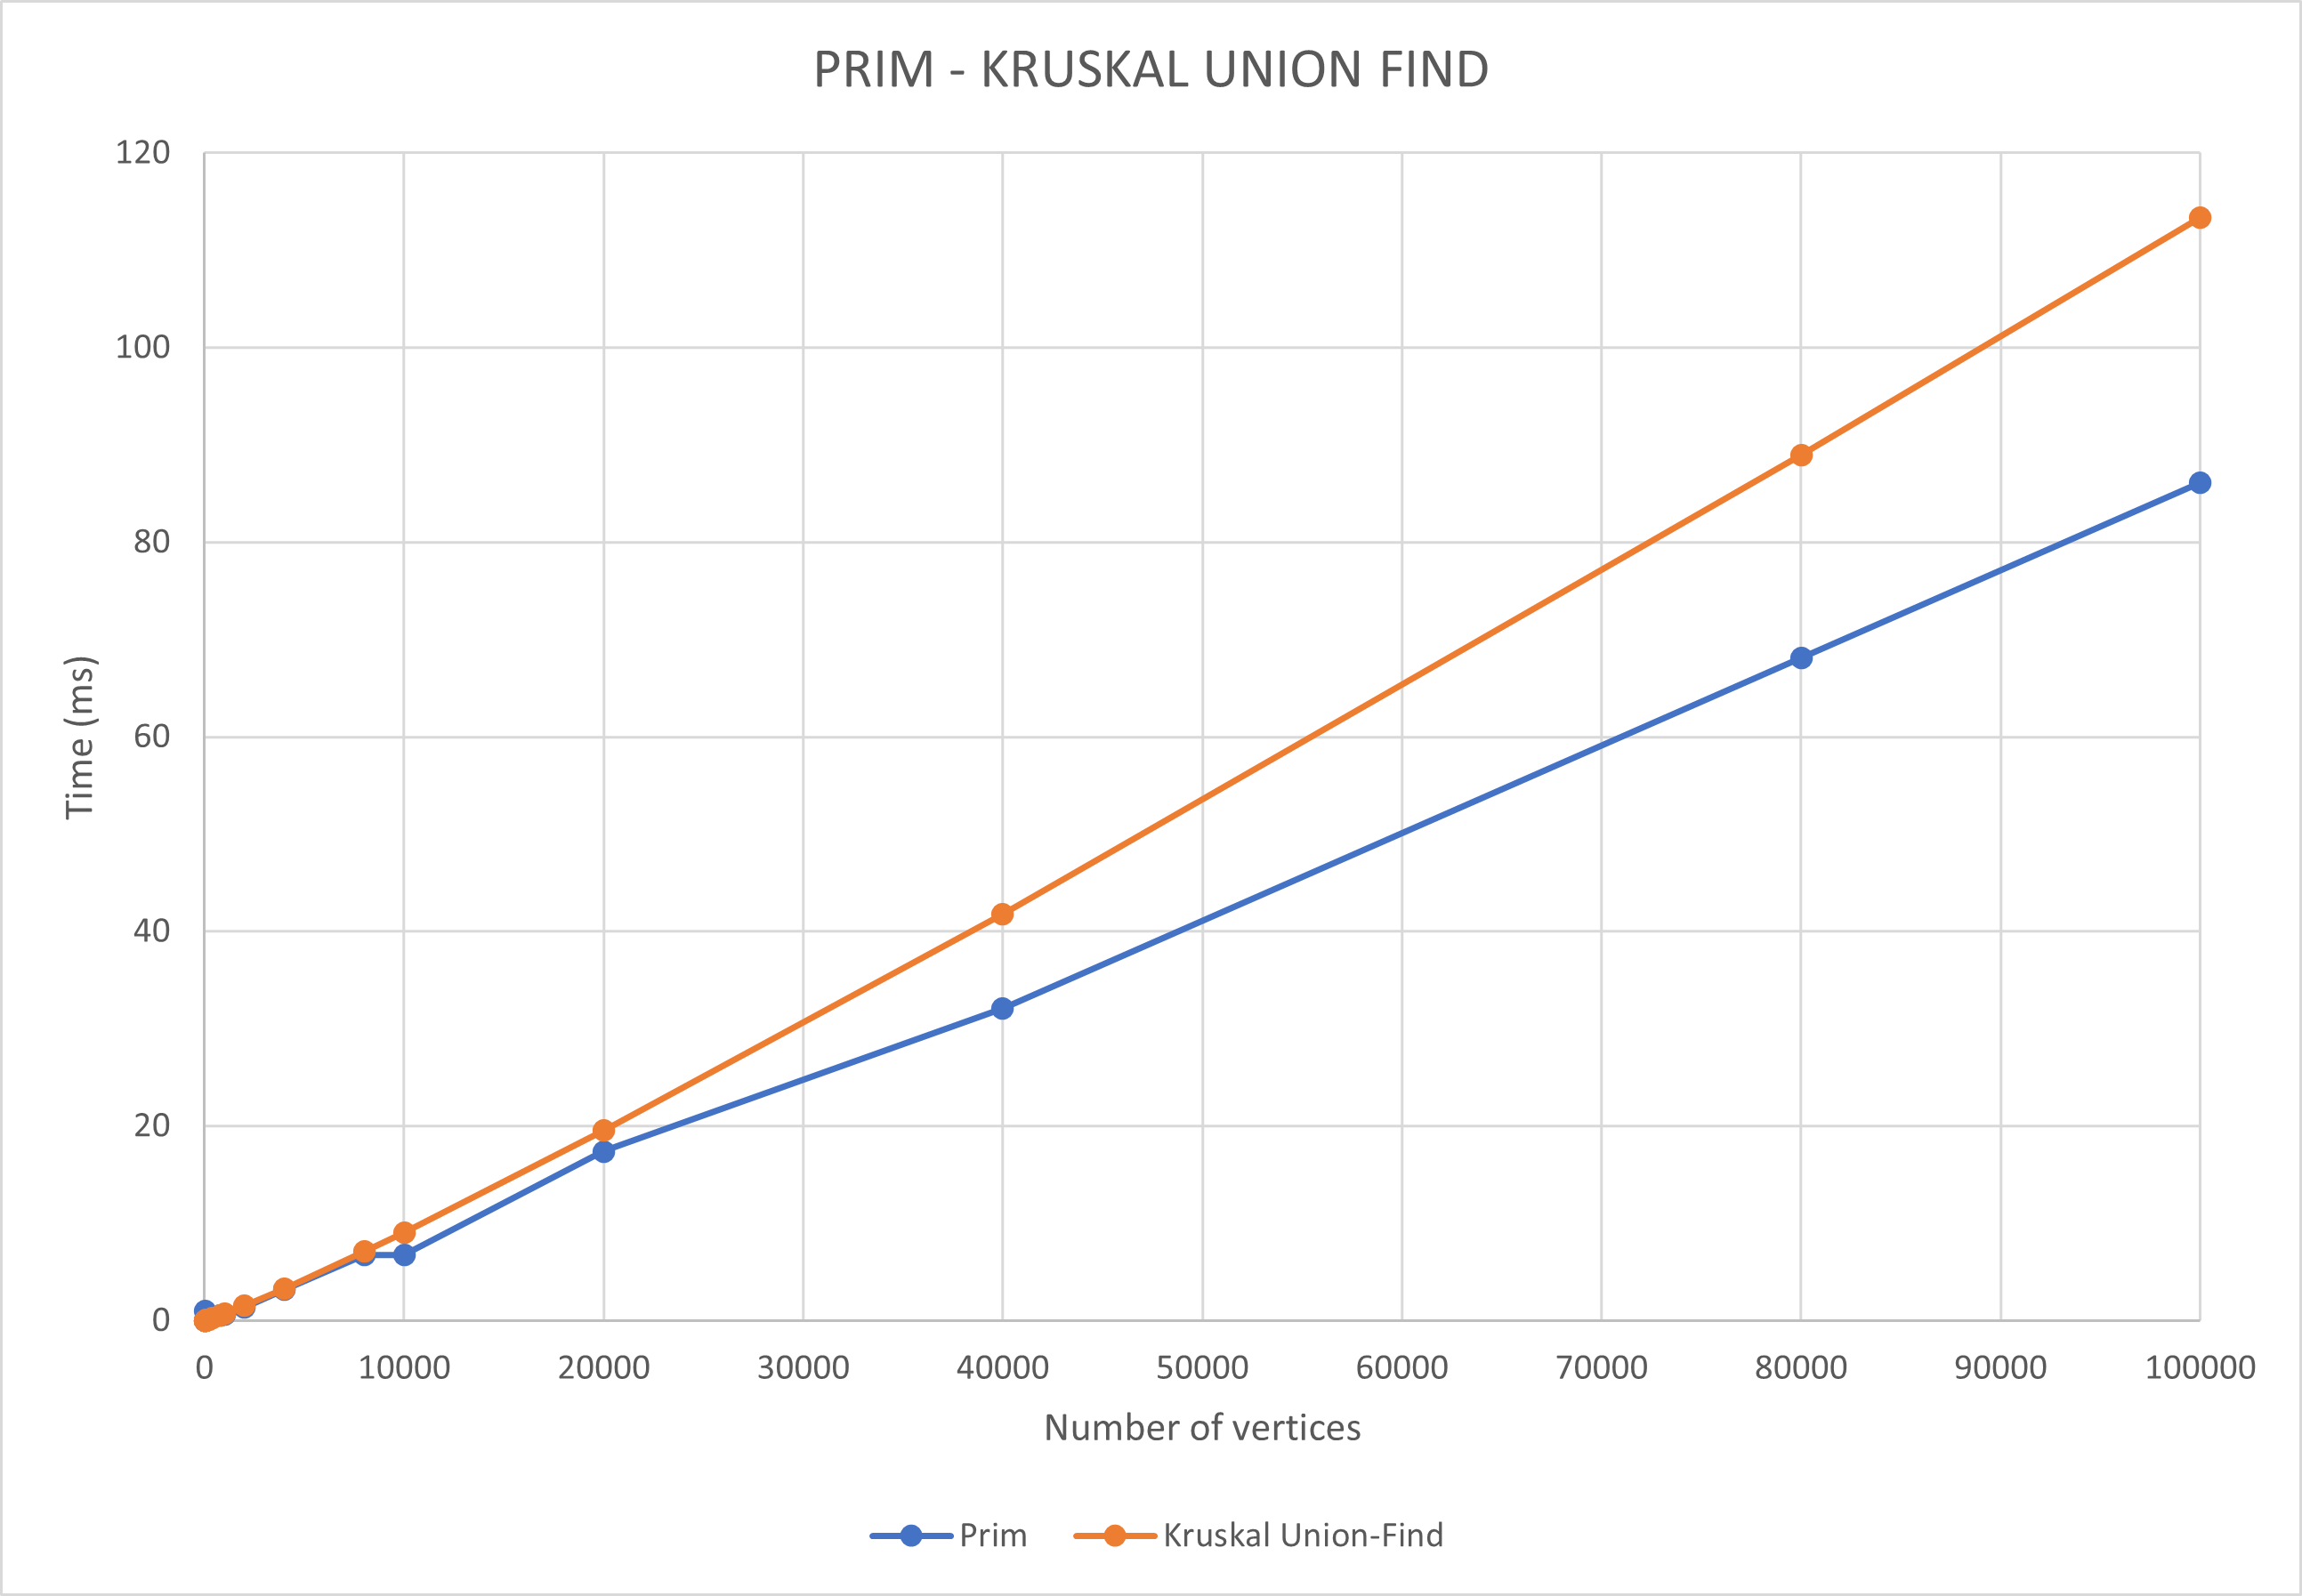 PRIM - KRUSKAL UNION FIND
120
100
80
60
40
20
0
Time (ms)
0 10000 20000 30000 40000 50000 60000 70000 80000 90000 100000
Number of vertices
Prim Kruskal Union-Find